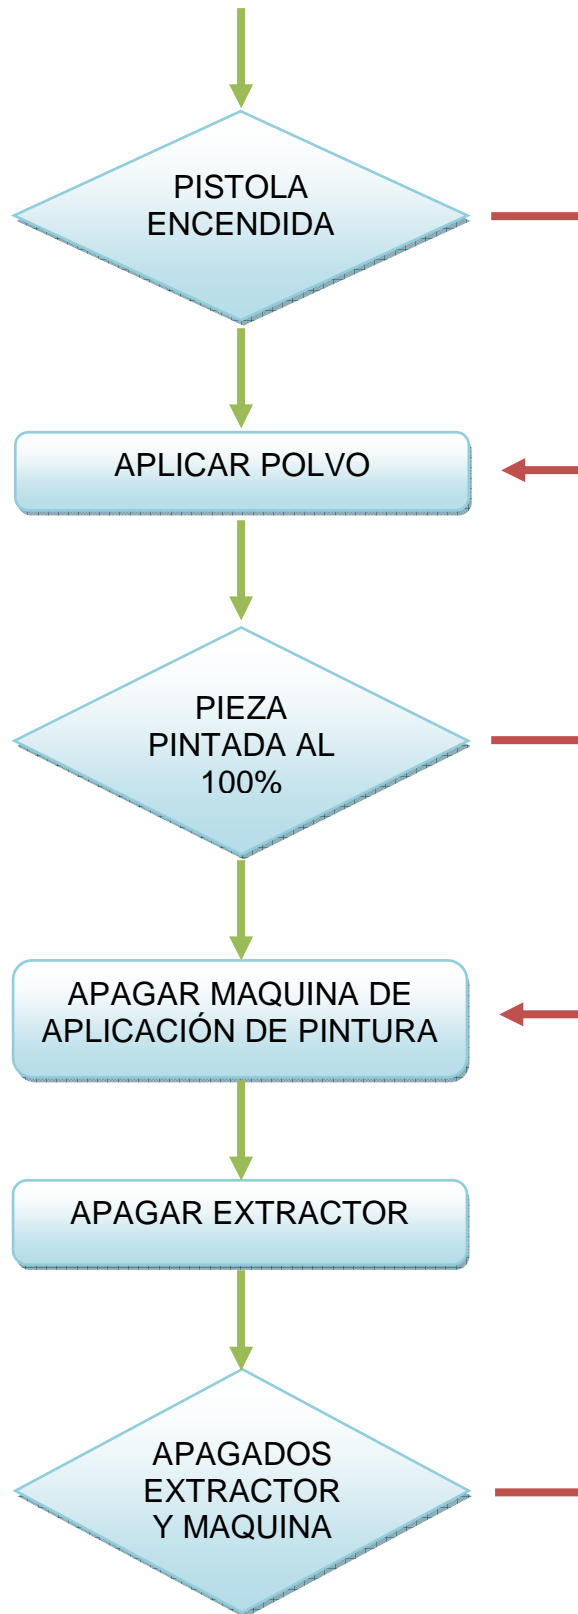 PISTOLA
ENCENDIDA
APLICAR POLVO
PIEZA
PINTADA AL
100%
APAGAR MAQUINA DE
APLICACIÓN DE PINTURA
APAGAR EXTRACTOR
APAGADOS
EXTRACTOR
Y MAQUINA